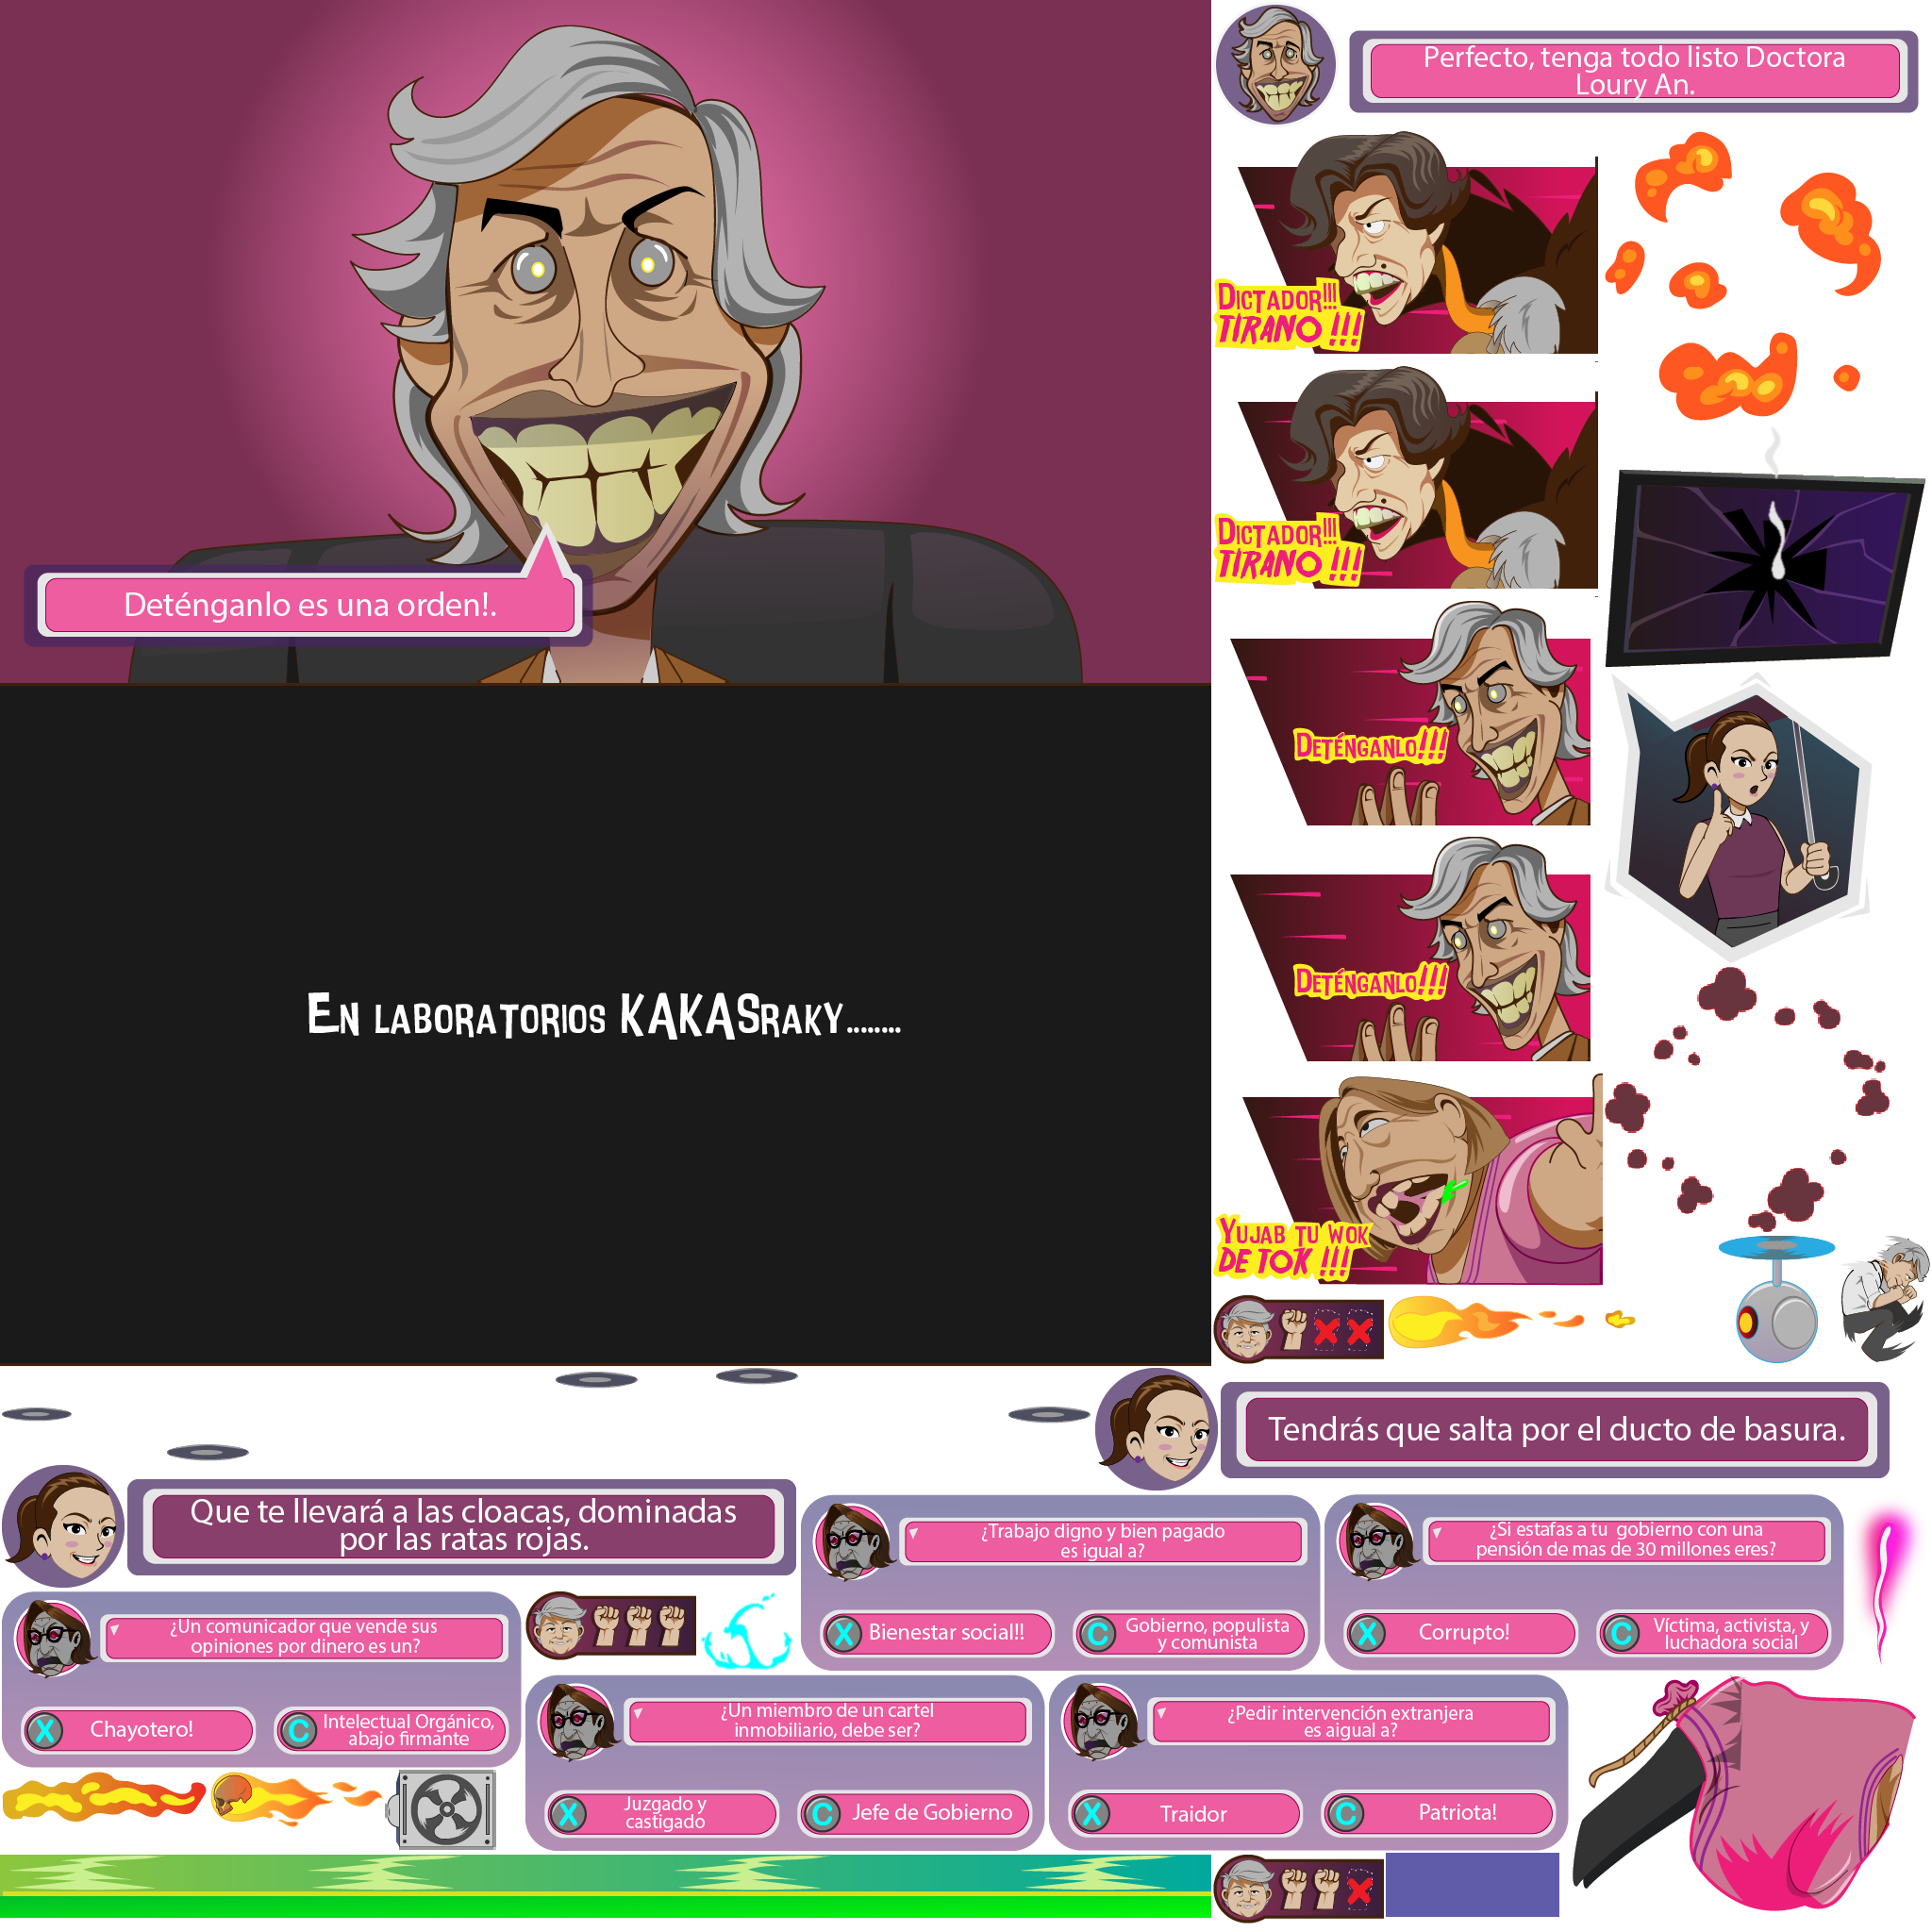 Perfecto, tenga todo listo Doctora
Loury An.
Dictador!!!
TIRANO !!!
Dictador!!!
TIRANO !!!
Deténganlo es una orden!.
Deténganlo!!!
Deténganlo!!!
En laboratorios KAKASraky........
Yujab tu wok
DE TOK !!!
Tendrás que salta por el ducto de basura.
Que te llevará a las cloacas, dominadas
por las ratas rojas.
¿Trabajo digno y bien pagado
es igual a?
X Bienestar social!!
C Gobierno, populista
y comunista
¿Si estafas a tu gobierno con una
pensión de mas de 30 millones eres?
X Corrupto!
C Víctima, activista, y
luchadora social
¿Un comunicador que vende sus
opiniones por dinero es un?
X Chayotero!
C Intelectual Orgánico,
abajo firmante
¿Un miembro de un cartel
inmobiliario, debe ser?
X Juzgado y
castigado
C Jefe de Gobierno
¿Pedir intervención extranjera
es aigual a?
X Traidor
C Patriota!